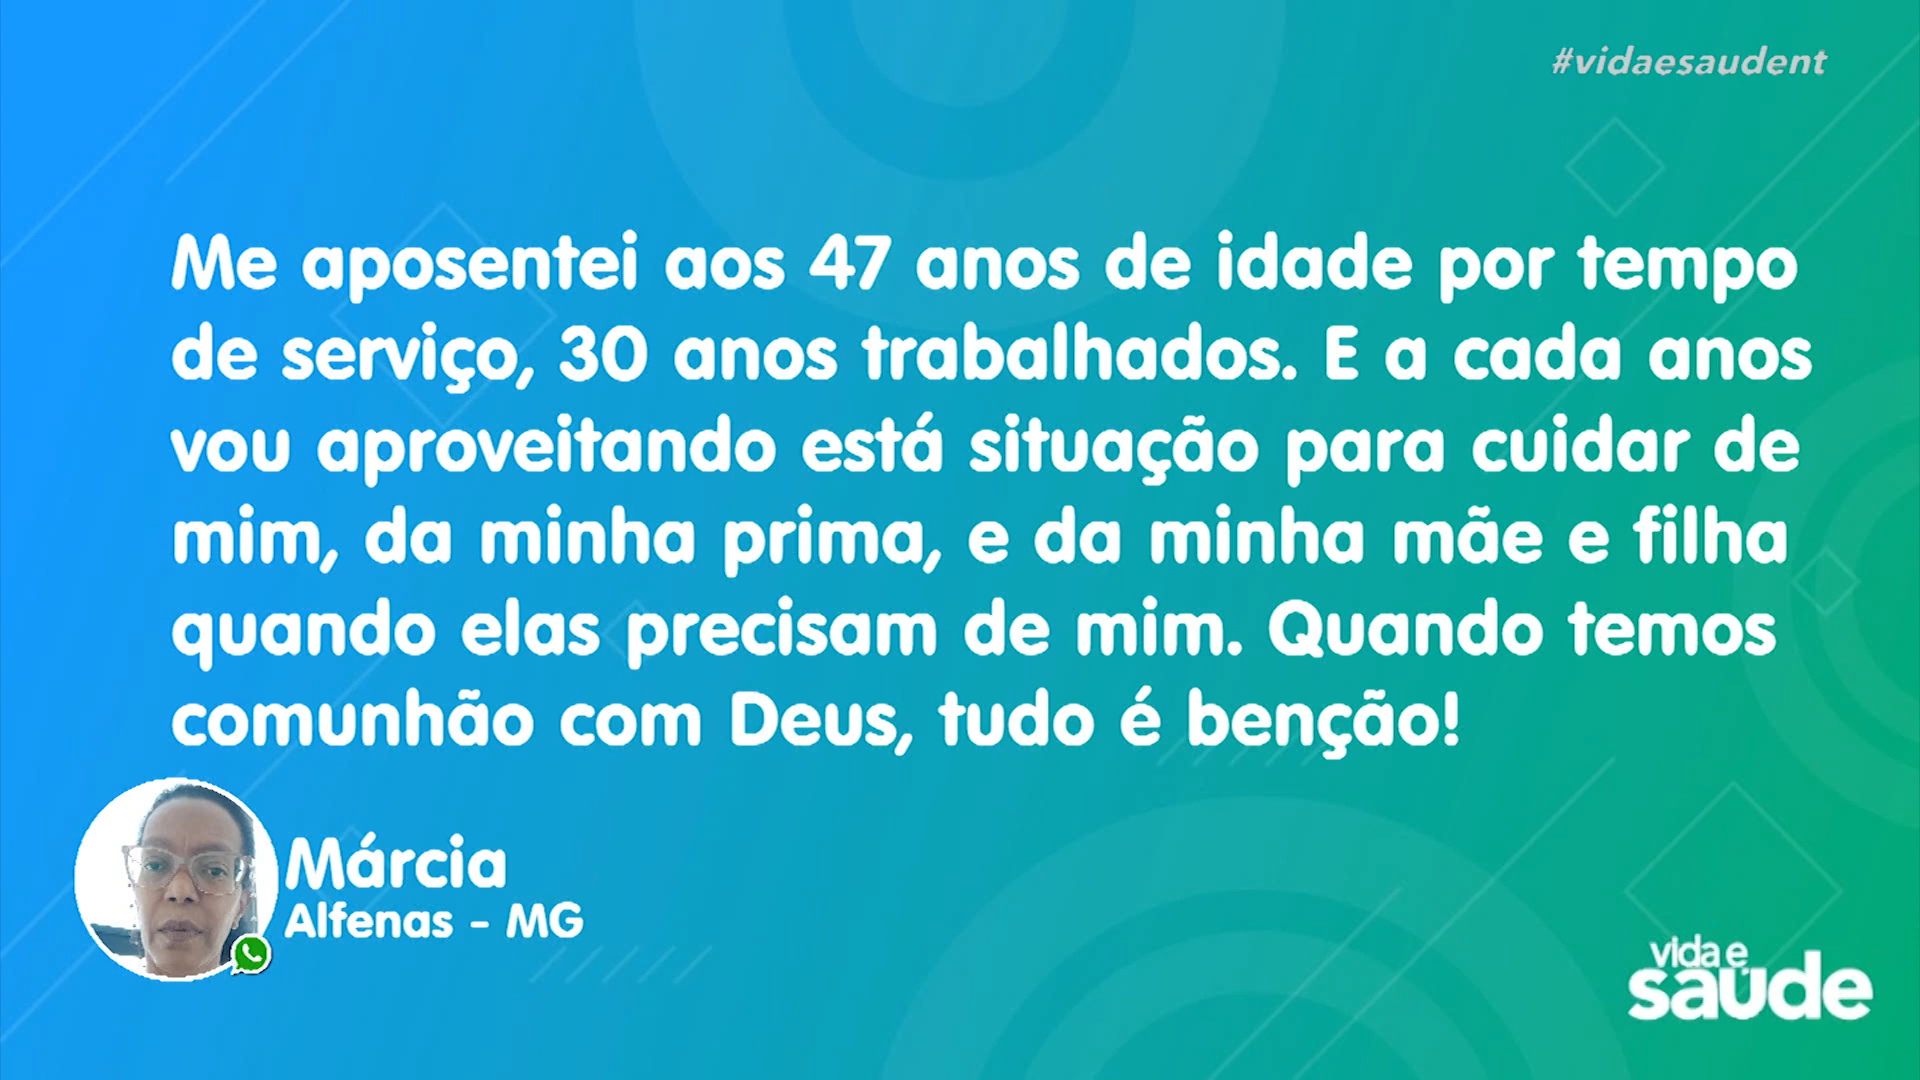 #vidaesaudent
Me aposentei aos 47 anos de idade por tempo
de serviço, 30 anos trabalhados. E a cada anos
vou aproveitando está situação para cuidar de
mim, da minha prima, e da minha mãe e filha
quando elas precisam de mim. Quando temos
comunhão com Deus, tudo é benção!
Márcia
Alfenas - MG
vida e
saúde